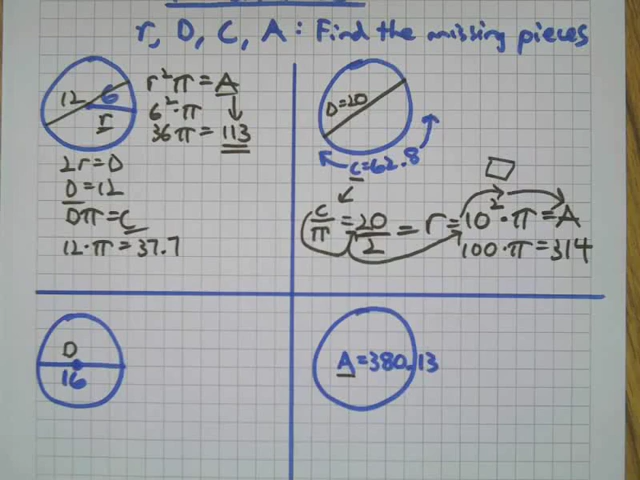 r, D, C, A: Find the missing pieces
12 6
r
r²π = A
6²·π
36π = 113
2r=D
D=12
Dπ=C
12·π=37.7
D=20
C=62.8
C/π = 20/2 = r = 10²·π = A
100·π=314
D
16
A=380.13